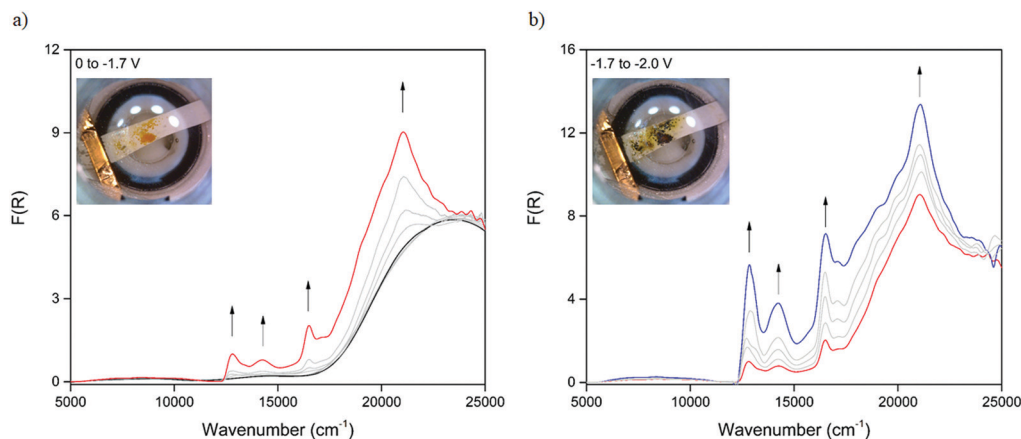 a)
0 to -1.7 V
12
9
6
3
0
F(R)
5000 10000 15000 20000 25000
Wavenumber (cm⁻¹)
b)
-1.7 to -2.0 V
16
12
8
4
0
F(R)
5000 10000 15000 20000 25000
Wavenumber (cm⁻¹)